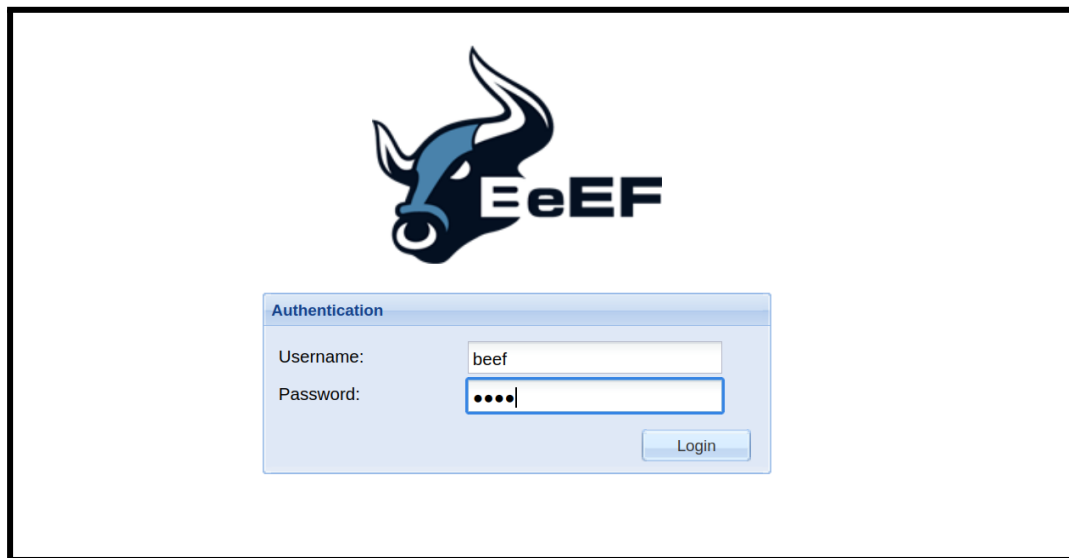 BeEF
Authentication
Username: beef
Password: ••••
Login